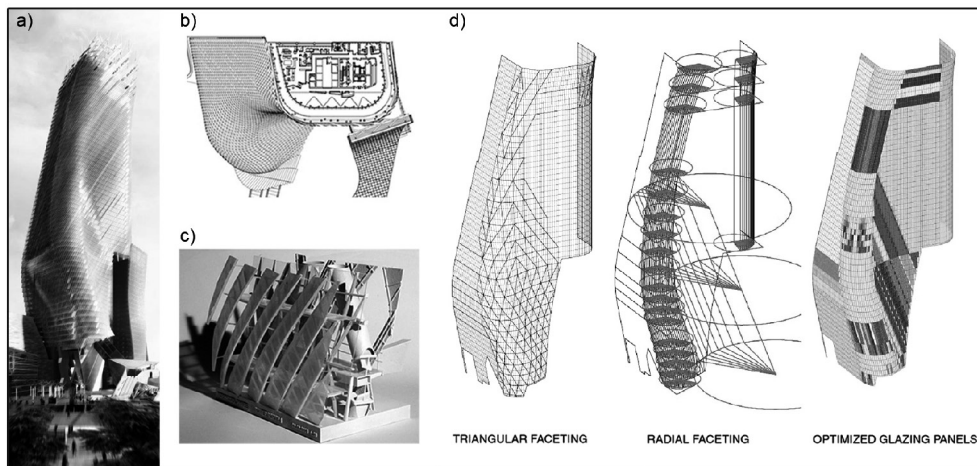 a)
b)
c)
d)
TRIANGULAR FACETING
RADIAL FACETING
OPTIMIZED GLAZING PANELS